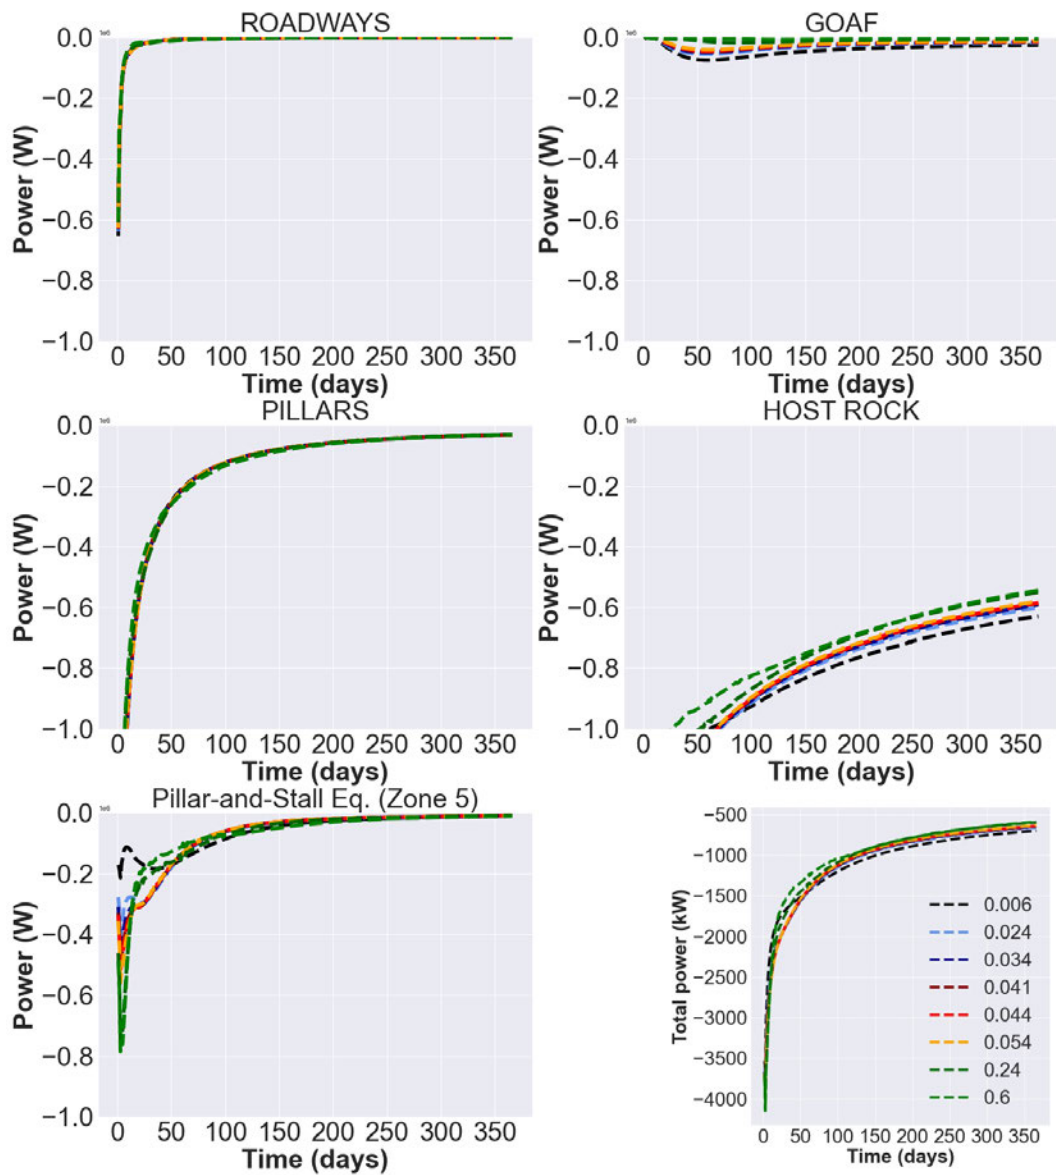 ROADWAYS
GOAF
1e6
1e6
0.0
−0.2
−0.4
−0.6
−0.8
−1.0
Power (W)
0 50 100 150 200 250 300 350
Time (days)
0.0
−0.2
−0.4
−0.6
−0.8
−1.0
Power (W)
0 50 100 150 200 250 300 350
Time (days)
PILLARS
HOST ROCK
1e6
1e6
0.0
−0.2
−0.4
−0.6
−0.8
−1.0
Power (W)
0 50 100 150 200 250 300 350
Time (days)
0.0
−0.2
−0.4
−0.6
−0.8
−1.0
Power (W)
0 50 100 150 200 250 300 350
Time (days)
Pillar-and-Stall Eq. (Zone 5)
1e6
0.0
−0.2
−0.4
−0.6
−0.8
−1.0
Power (W)
0 50 100 150 200 250 300 350
Time (days)
−500
−1000
−1500
−2000
−2500
−3000
−3500
−4000
Total power (kW)
0.006
0.024
0.034
0.041
0.044
0.054
0.24
0.6
0 50 100 150 200 250 300 350
Time (days)